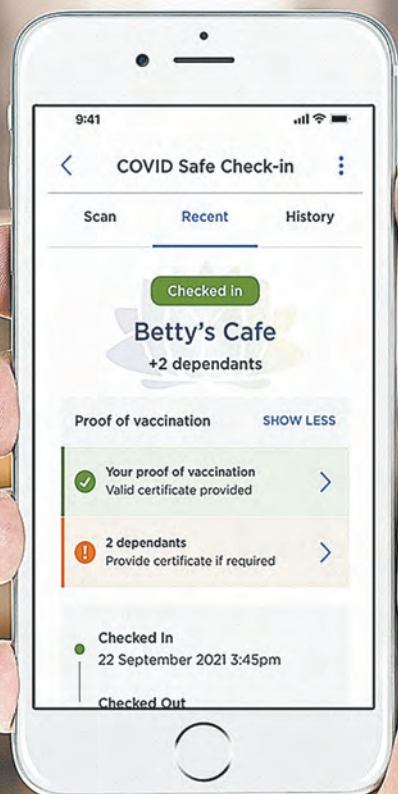 9:41
COVID Safe Check-in
Scan Recent History
Checked in
Betty's Cafe
+2 dependants
Proof of vaccination SHOW LESS
Your proof of vaccination
Valid certificate provided
2 dependants
Provide certificate if required
Checked In
22 September 2021 3:45pm
Checked Out